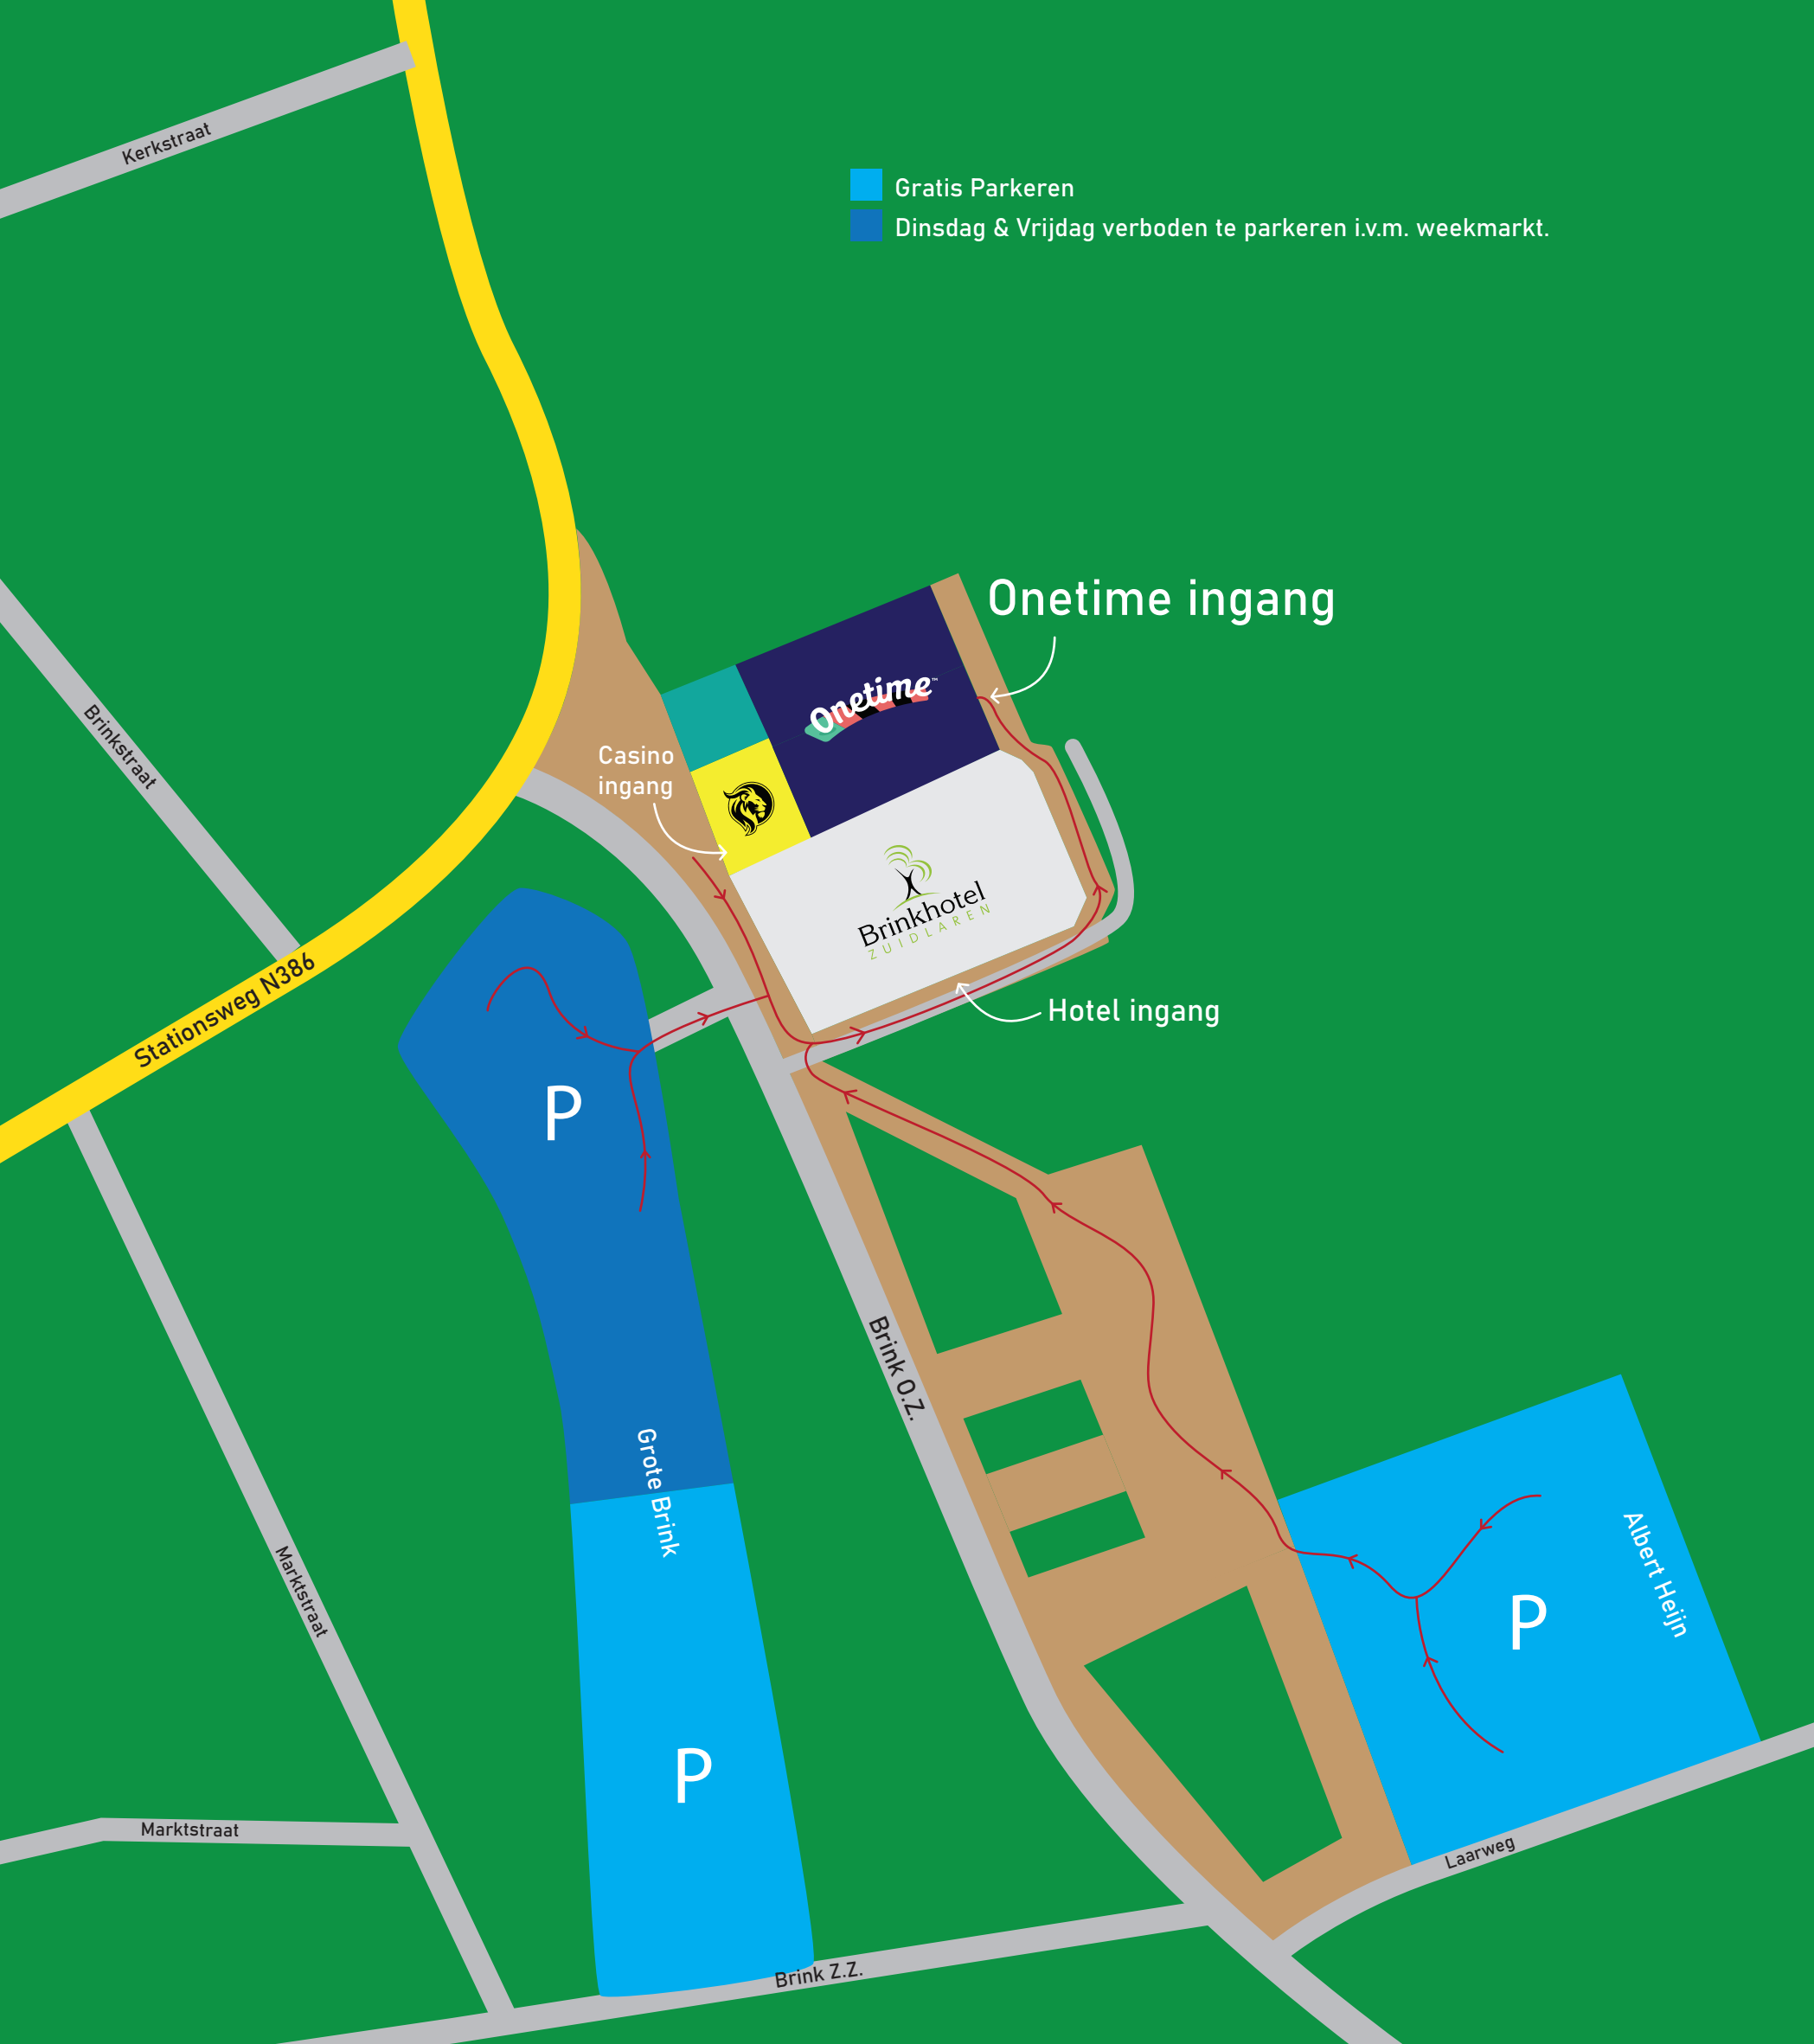 Kerkstraat
Gratis Parkeren
Dinsdag & Vrijdag verboden te parkeren i.v.m. weekmarkt.
Onetime ingang
Onetime™
Brinkstraat
Casino
ingang
Brinkhotel
ZUIDLAREN
Stationsweg N386
Hotel ingang
P
Brink O.Z.
Grote Brink
Albert Heijn
Marktstraat
P
P
Marktstraat
Laarweg
Brink Z.Z.